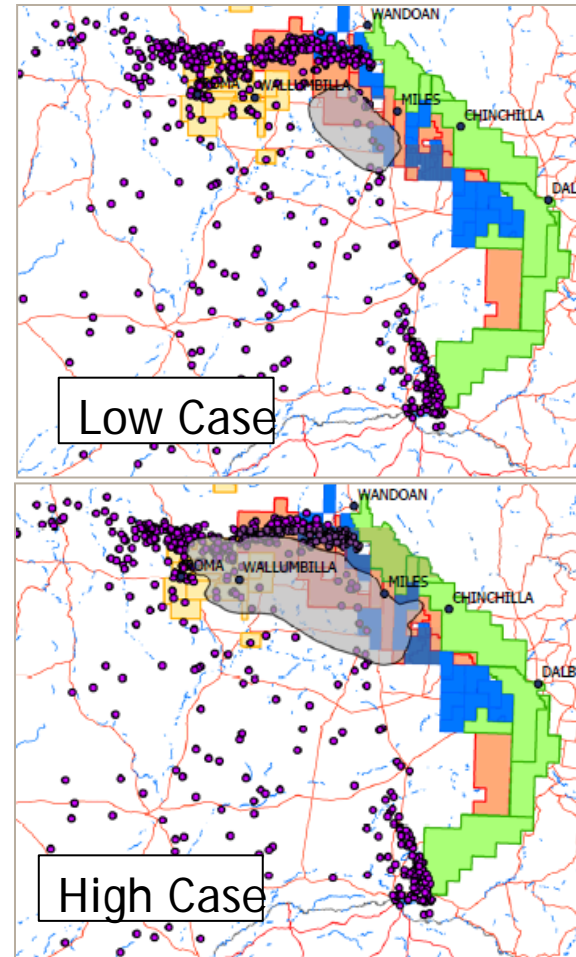 WANDOAN
ROMA WALLUMBILLA
MILES
CHINCHILLA
DAL
Low Case
WANDOAN
ROMA WALLUMBILLA
MILES
CHINCHILLA
DALB
High Case